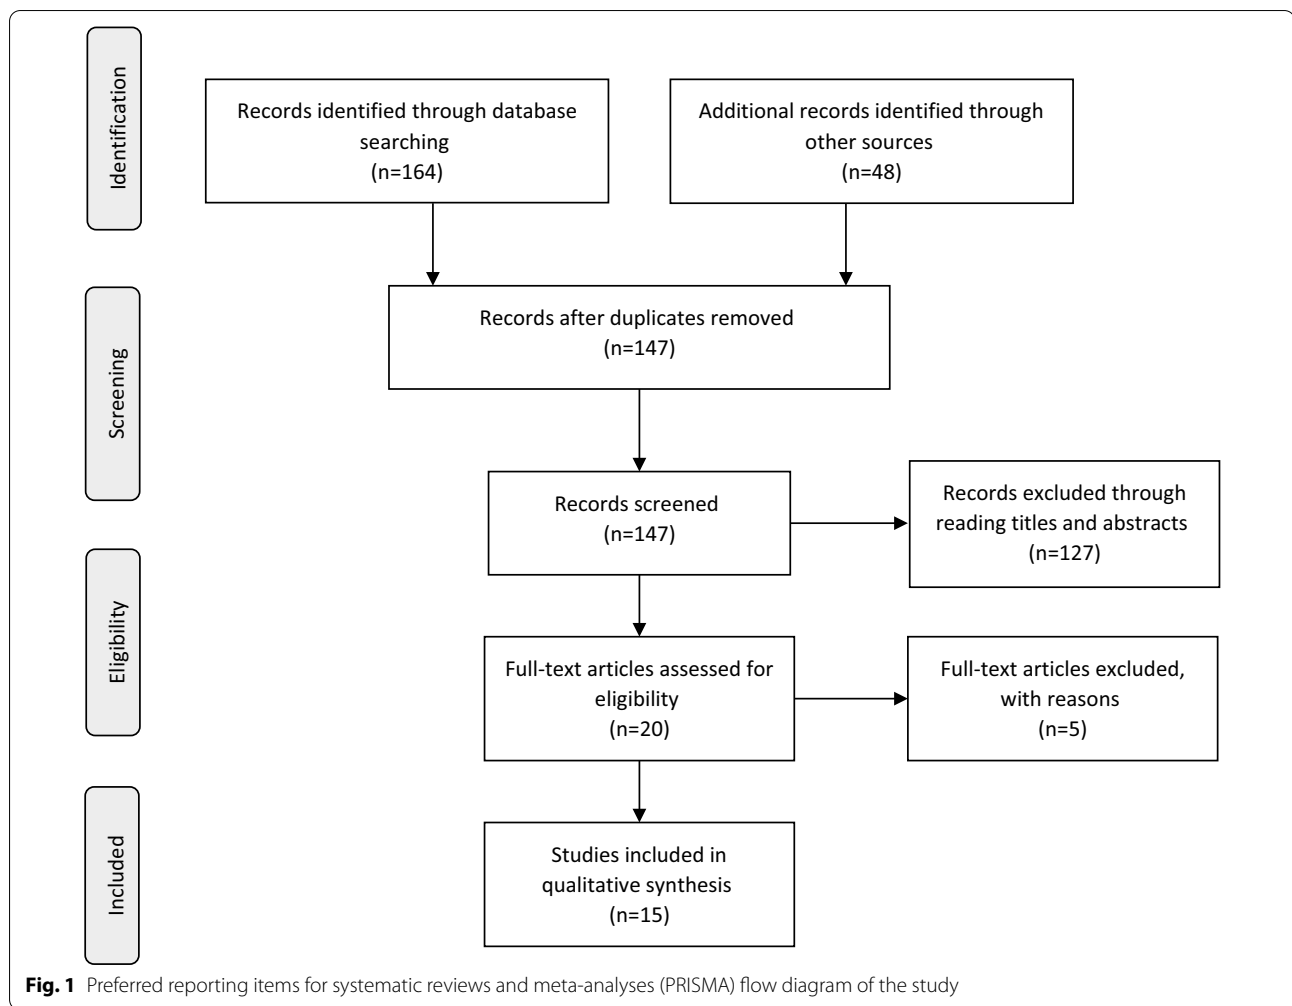 Identification
Records identified through database
searching
(n=164)
Additional records identified through
other sources
(n=48)
Screening
Records after duplicates removed
(n=147)
Records screened
(n=147)
Records excluded through
reading titles and abstracts
(n=127)
Eligibility
Full-text articles assessed for
eligibility
(n=20)
Full-text articles excluded,
with reasons
(n=5)
Included
Studies included in
qualitative synthesis
(n=15)
Fig. 1 Preferred reporting items for systematic reviews and meta-analyses (PRISMA) flow diagram of the study